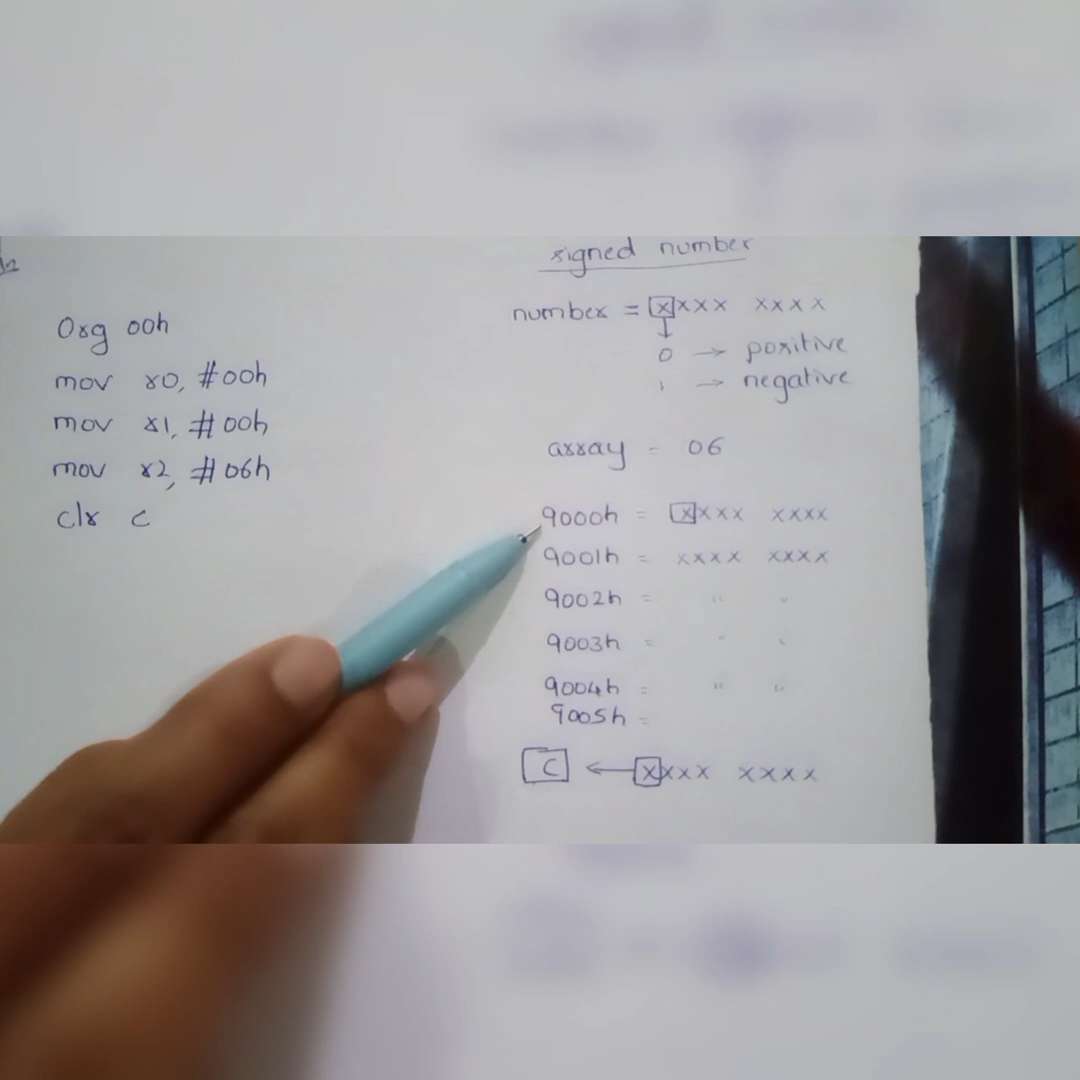 Org 00h
mov r0, #00h
mov r1, #00h
mov r2, #06h
clr c
signed number
number = xxxx xxxx
0 → positive
1 → negative
array = 06
9000h = xxxx xxxx
9001h = xxxx xxxx
9002h = " "
9003h = " "
9004h = " "
9005h =
C ← xxxx xxxx